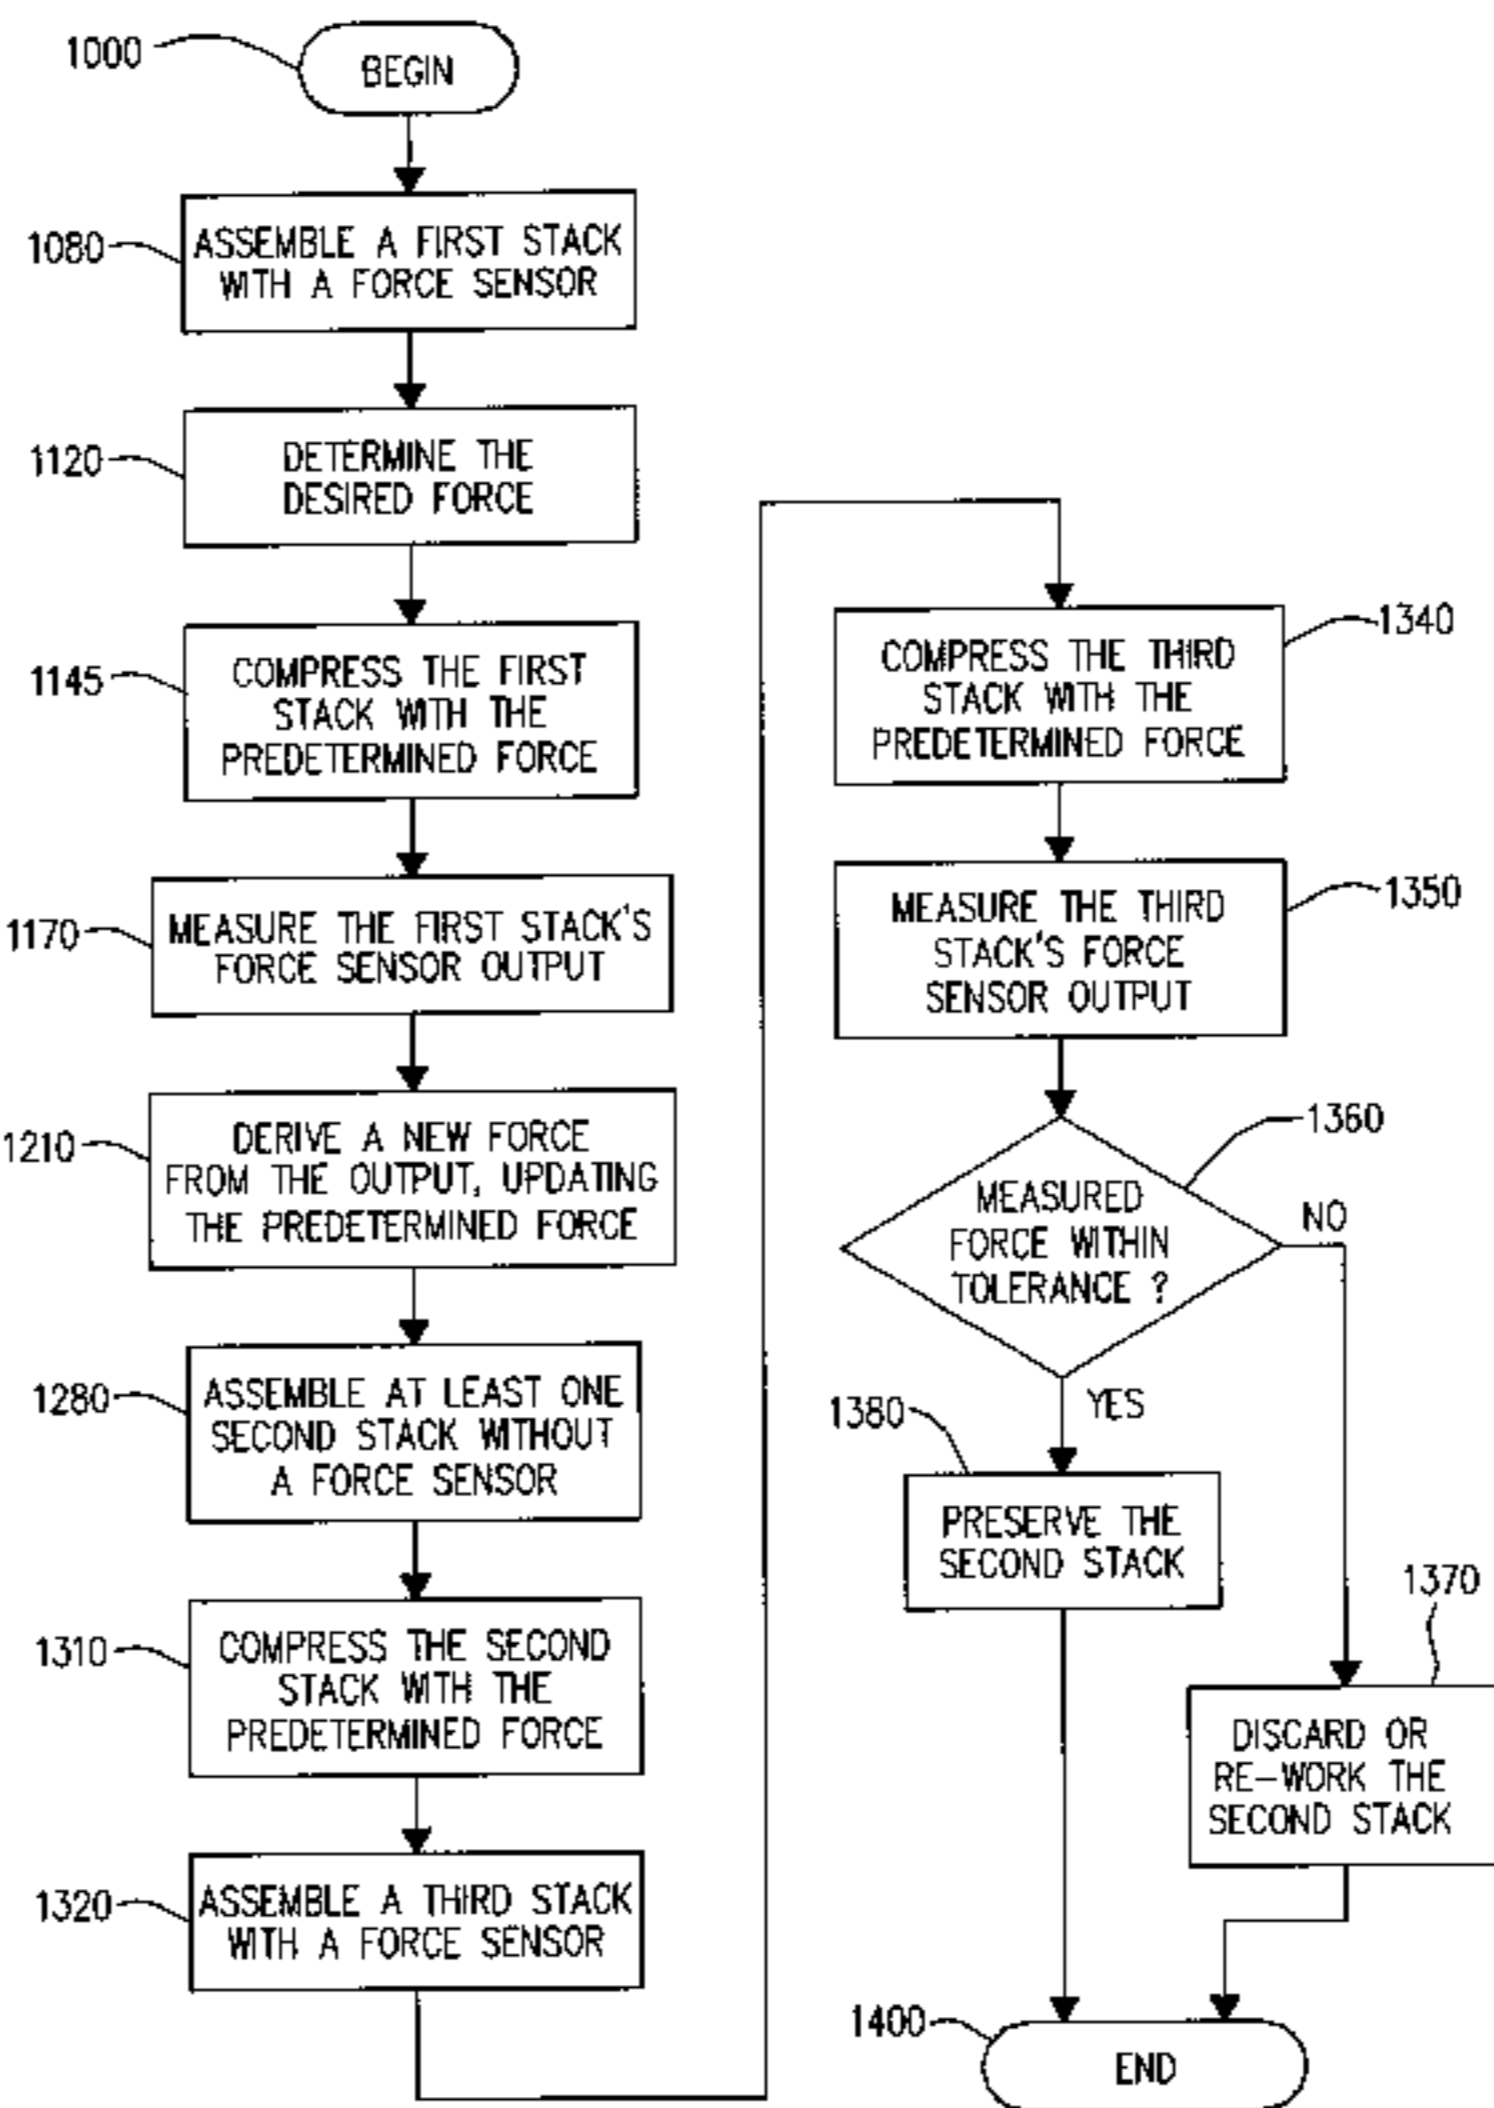 1000
BEGIN
1080
ASSEMBLE A FIRST STACK
WITH A FORCE SENSOR
1120
DETERMINE THE
DESIRED FORCE
1145
COMPRESS THE FIRST
STACK WITH THE
PREDETERMINED FORCE
1170
MEASURE THE FIRST STACK'S
FORCE SENSOR OUTPUT
1210
DERIVE A NEW FORCE
FROM THE OUTPUT, UPDATING
THE PREDETERMINED FORCE
1280
ASSEMBLE AT LEAST ONE
SECOND STACK WITHOUT
A FORCE SENSOR
1310
COMPRESS THE SECOND
STACK WITH THE
PREDETERMINED FORCE
1320
ASSEMBLE A THIRD STACK
WITH A FORCE SENSOR
1340
COMPRESS THE THIRD
STACK WITH THE
PREDETERMINED FORCE
1350
MEASURE THE THIRD
STACK'S FORCE
SENSOR OUTPUT
1360
MEASURED
FORCE WITHIN
TOLERANCE ?
NO
YES
1380
PRESERVE THE
SECOND STACK
1370
DISCARD OR
RE-WORK THE
SECOND STACK
1400
END